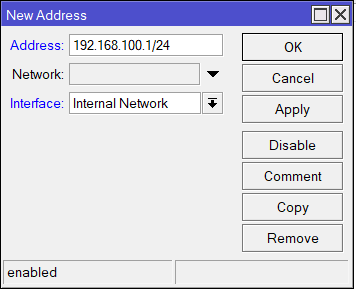 New Address
Address: 192.168.100.1/24
Network:
Interface: Internal Network
OK
Cancel
Apply
Disable
Comment
Copy
Remove
enabled